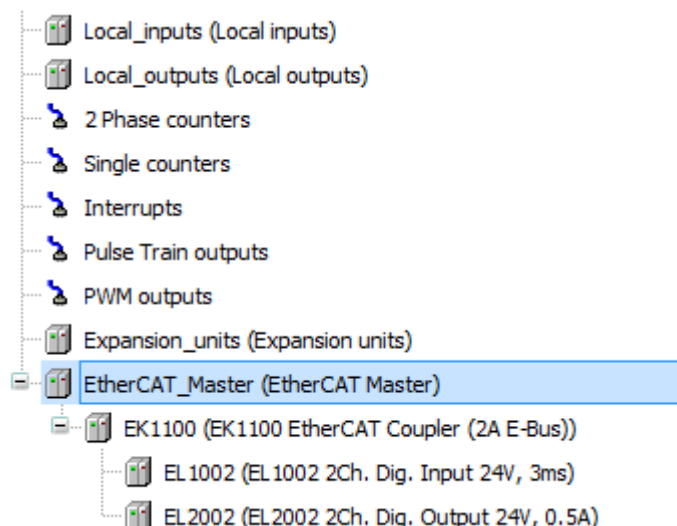 Local_inputs (Local inputs)
Local_outputs (Local outputs)
2 Phase counters
Single counters
Interrupts
Pulse Train outputs
PWM outputs
Expansion_units (Expansion units)
EtherCAT_Master (EtherCAT Master)
EK1100 (EK1100 EtherCAT Coupler (2A E-Bus))
EL1002 (EL1002 2Ch. Dig. Input 24V, 3ms)
EL2002 (EL2002 2Ch. Dig. Output 24V, 0.5A)